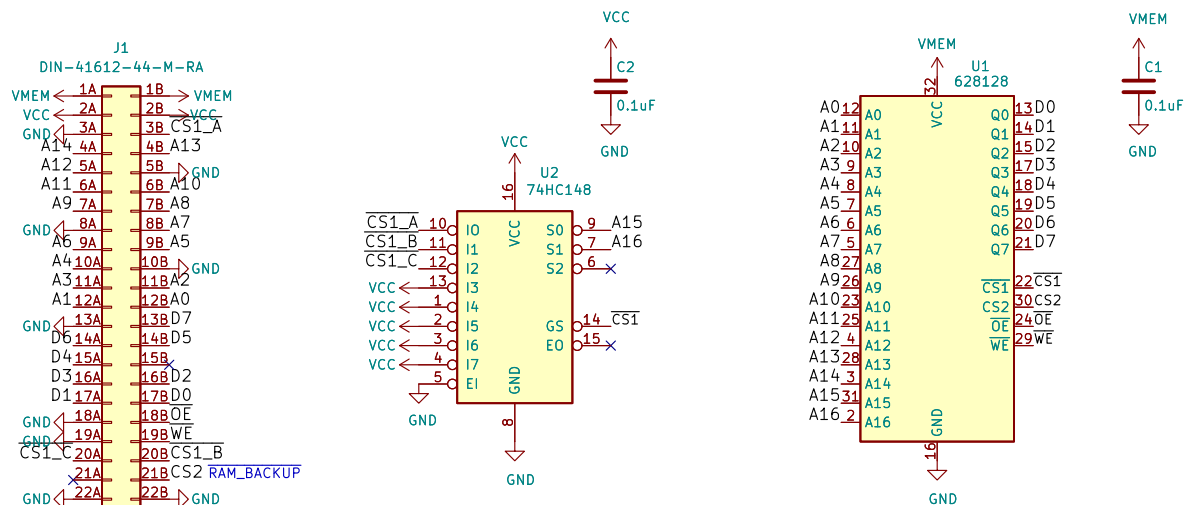 J1
DIN-41612-44-M-RA
VMEM 1A 1B VMEM
VCC 2A 2B VCC
GND 3A 3B CS1_A
A14 4A 4B A13
A12 5A 5B GND
A11 6A 6B A10
A9 7A 7B A8
GND 8A 8B A7
A6 9A 9B A5
A4 10A 10B GND
A3 11A 11B A2
A1 12A 12B A0
GND 13A 13B D7
D6 14A 14B D5
D4 15A 15B
D3 16A 16B D2
D1 17A 17B D0
GND 18A 18B OE
GND 19A 19B WE
CS1_C 20A 20B CS1_B
21A 21B CS2 RAM_BACKUP
GND 22A 22B GND
VCC
C2
0.1uF
GND
VCC
U2
74HC148
16
VCC
CS1_A 10 I0 S0 9 A15
CS1_B 11 I1 S1 7 A16
CS1_C 12 I2 S2 6
VCC 13 I3
VCC 1 I4
VCC 2 I5 GS 14 CS1
VCC 3 I6 EO 15
VCC 4 I7
5 EI
GND
GND
8
GND
VMEM
U1
628128
32
VCC
A0 12 A0 Q0 13 D0
A1 11 A1 Q1 14 D1
A2 10 A2 Q2 15 D2
A3 9 A3 Q3 17 D3
A4 8 A4 Q4 18 D4
A5 7 A5 Q5 19 D5
A6 6 A6 Q6 20 D6
A7 5 A7 Q7 21 D7
A8 27 A8
A9 26 A9 CS1 22 CS1
A10 23 A10 CS2 30 CS2
A11 25 A11 OE 24 OE
A12 4 A12 WE 29 WE
A13 28 A13
A14 3 A14
A15 31 A15
A16 2 A16
GND
16
GND
VMEM
C1
0.1uF
GND